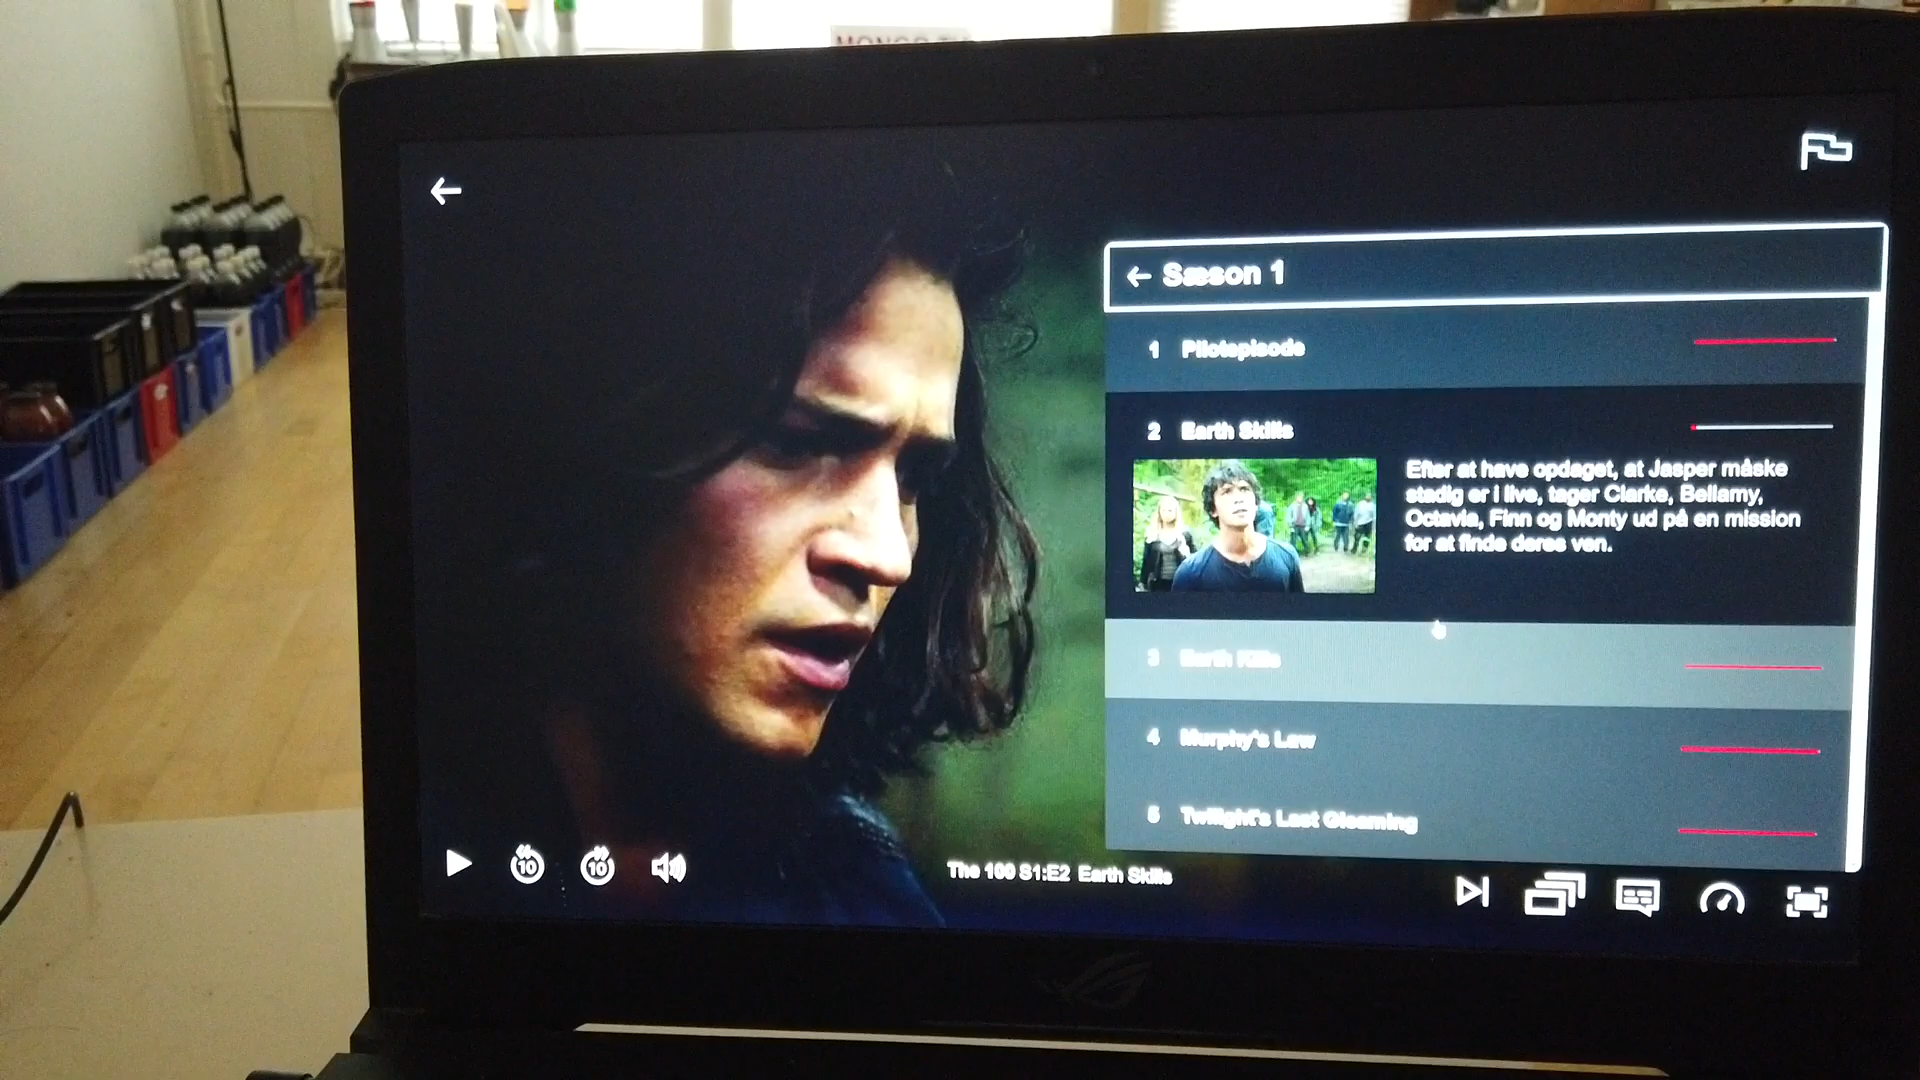 ← Sæson 1
1 Pilotepisode
2 Earth Skills
Efter at have opdaget, at Jasper måske
stadig er i live, tager Clarke, Bellamy,
Octavia, Finn og Monty ud på en mission
for at finde deres ven.
3 Earth Kills
4 Murphy's Law
5 Twilight's Last Gleaming
10
10
The 100 S1:E2 Earth Skills